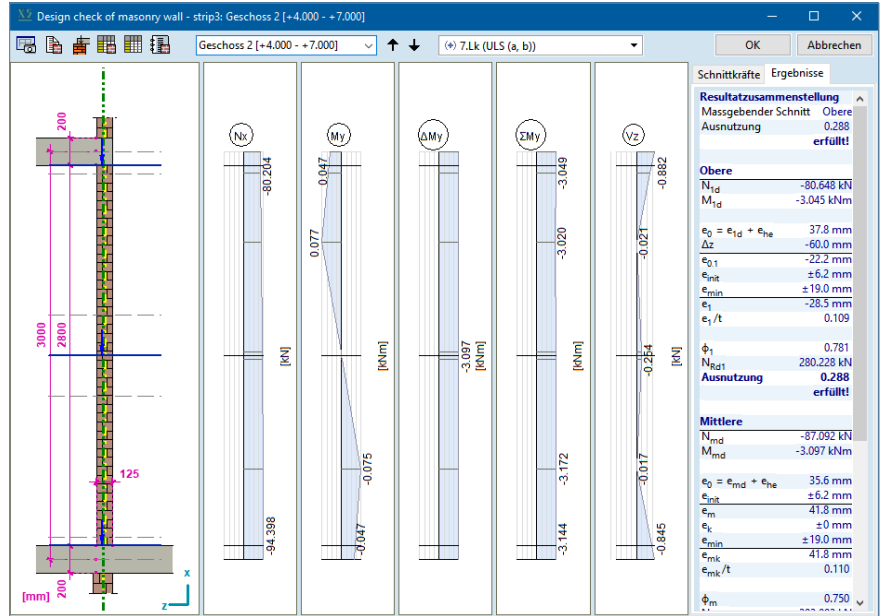 Design check of masonry wall - strip3: Geschoss 2 [+4.000 - +7.000]
Geschoss 2 [+4.000 - +7.000]
(+) 7.Lk (ULS (a, b))
OK
Abbrechen
200
3000
2800
125
200
[mm]
x
z
Nx
-80.204
[kN]
-94.398
My
0.047
0.077
[kNm]
-0.075
-0.047
ΔMy
-3.097
[kNm]
ΣMy
-3.049
-3.020
[kNm]
-3.172
-3.144
Vz
-0.882
-0.021
-0.254
[kN]
-0.017
-0.845
Schnittkräfte
Ergebnisse
Resultatzusammenstellung
Massgebender Schnitt Obere
Ausnutzung 0.288
erfüllt!
Obere
N1d -80.648 kN
M1d -3.045 kNm
e0 = e1d + ehe 37.8 mm
Δz -60.0 mm
e0.1 -22.2 mm
einit ±6.2 mm
emin ±19.0 mm
e1 -28.5 mm
e1/t 0.109
ϕ1 0.781
NRd1 280.228 kN
Ausnutzung 0.288
erfüllt!
Mittlere
Nmd -87.092 kN
Mmd -3.097 kNm
e0 = emd + ehe 35.6 mm
einit ±6.2 mm
em 41.8 mm
ek ±0 mm
emin ±19.0 mm
emk 41.8 mm
emk/t 0.110
ϕm 0.750